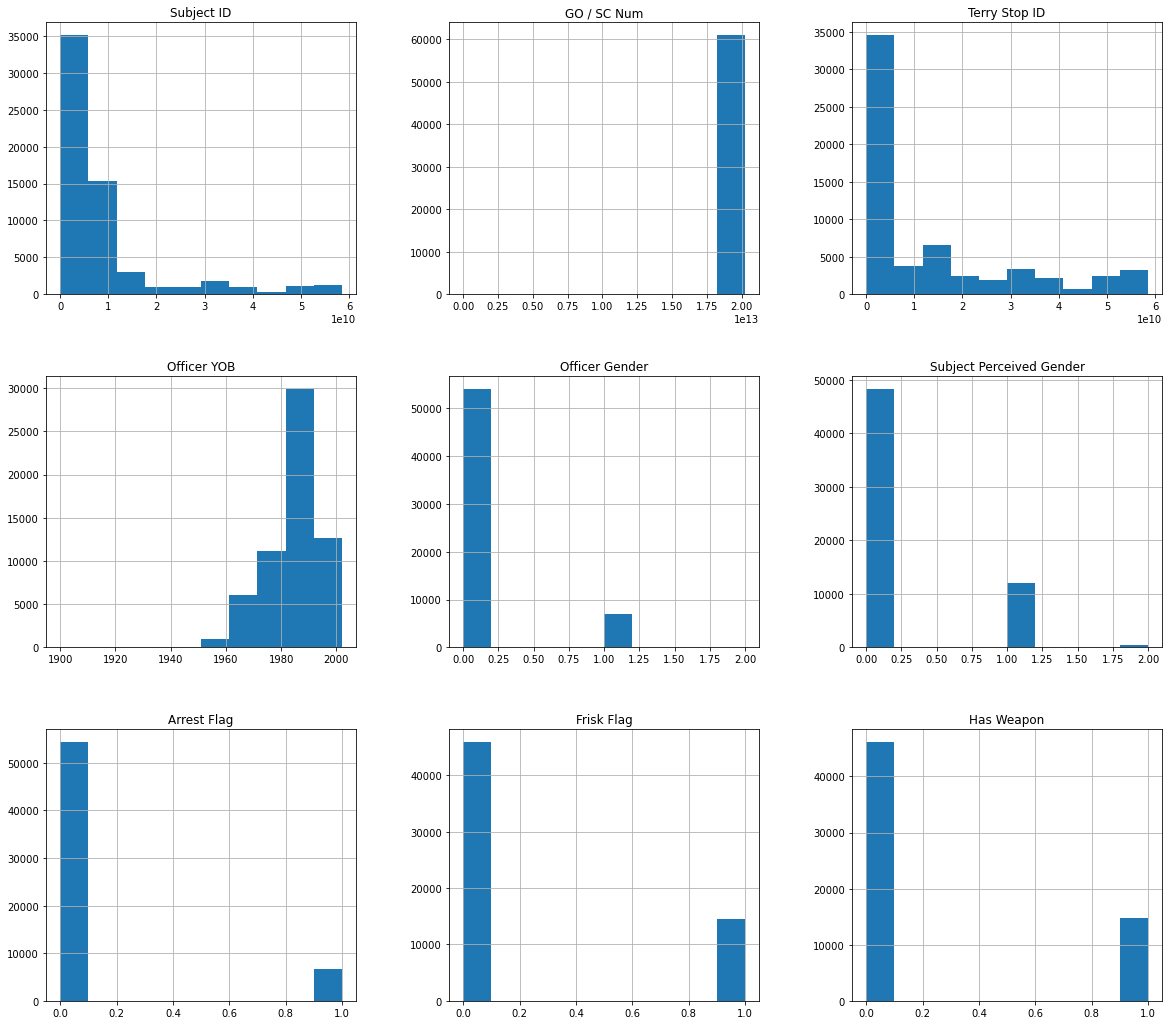 Subject ID
GO / SC Num
Terry Stop ID
35000
30000
25000
20000
15000
10000
5000
0
0 1 2 3 4 5 6
1e10
60000
50000
40000
30000
20000
10000
0
0.00 0.25 0.50 0.75 1.00 1.25 1.50 1.75 2.00
1e13
35000
30000
25000
20000
15000
10000
5000
0
0 1 2 3 4 5 6
1e10
Officer YOB
Officer Gender
Subject Perceived Gender
30000
25000
20000
15000
10000
5000
0
1900 1920 1940 1960 1980 2000
50000
40000
30000
20000
10000
0
0.00 0.25 0.50 0.75 1.00 1.25 1.50 1.75 2.00
50000
40000
30000
20000
10000
0
0.00 0.25 0.50 0.75 1.00 1.25 1.50 1.75 2.00
Arrest Flag
Frisk Flag
Has Weapon
50000
40000
30000
20000
10000
0
0.0 0.2 0.4 0.6 0.8 1.0
40000
30000
20000
10000
0
0.0 0.2 0.4 0.6 0.8 1.0
40000
30000
20000
10000
0
0.0 0.2 0.4 0.6 0.8 1.0